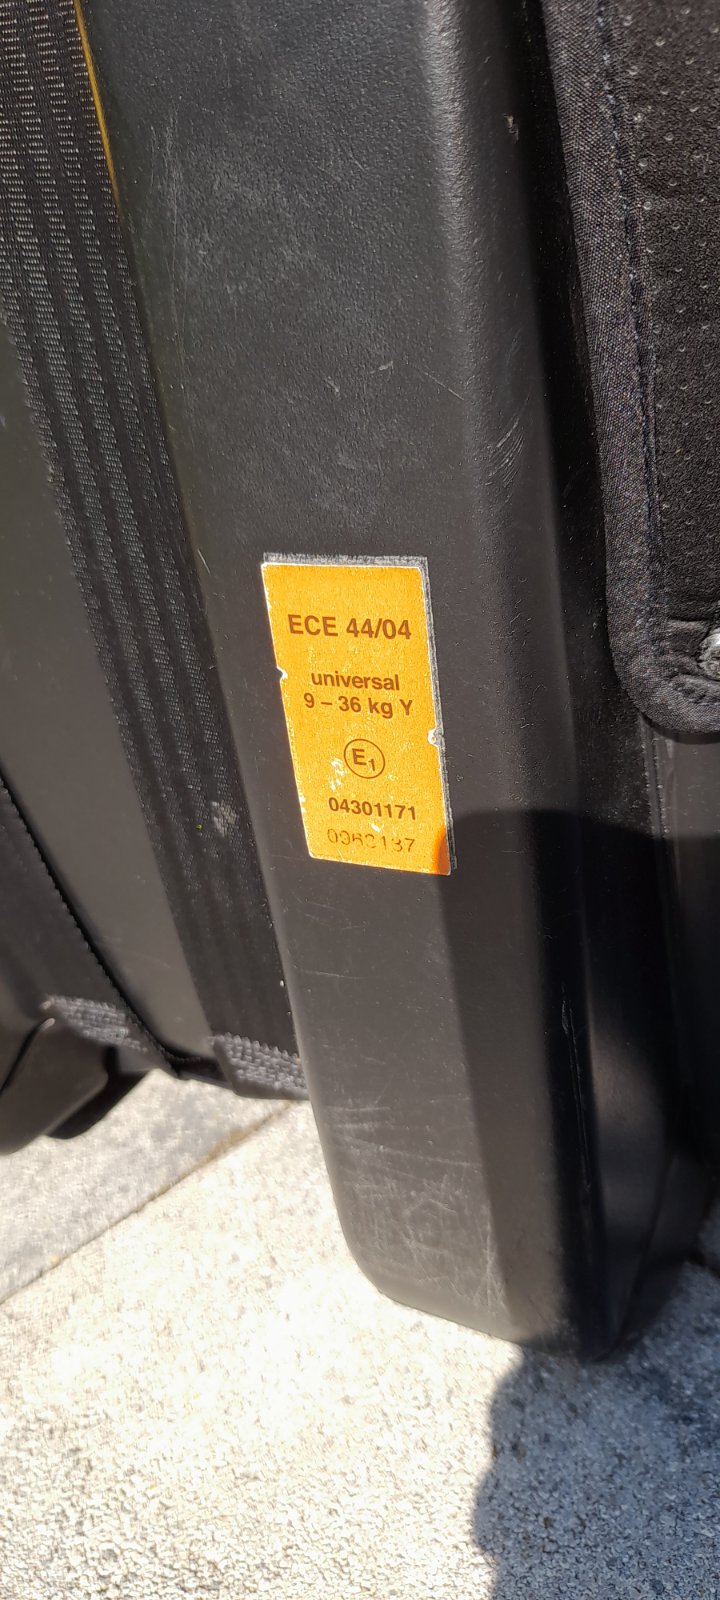 ECE 44/04
universal
9 – 36 kg Y
E1
04301171